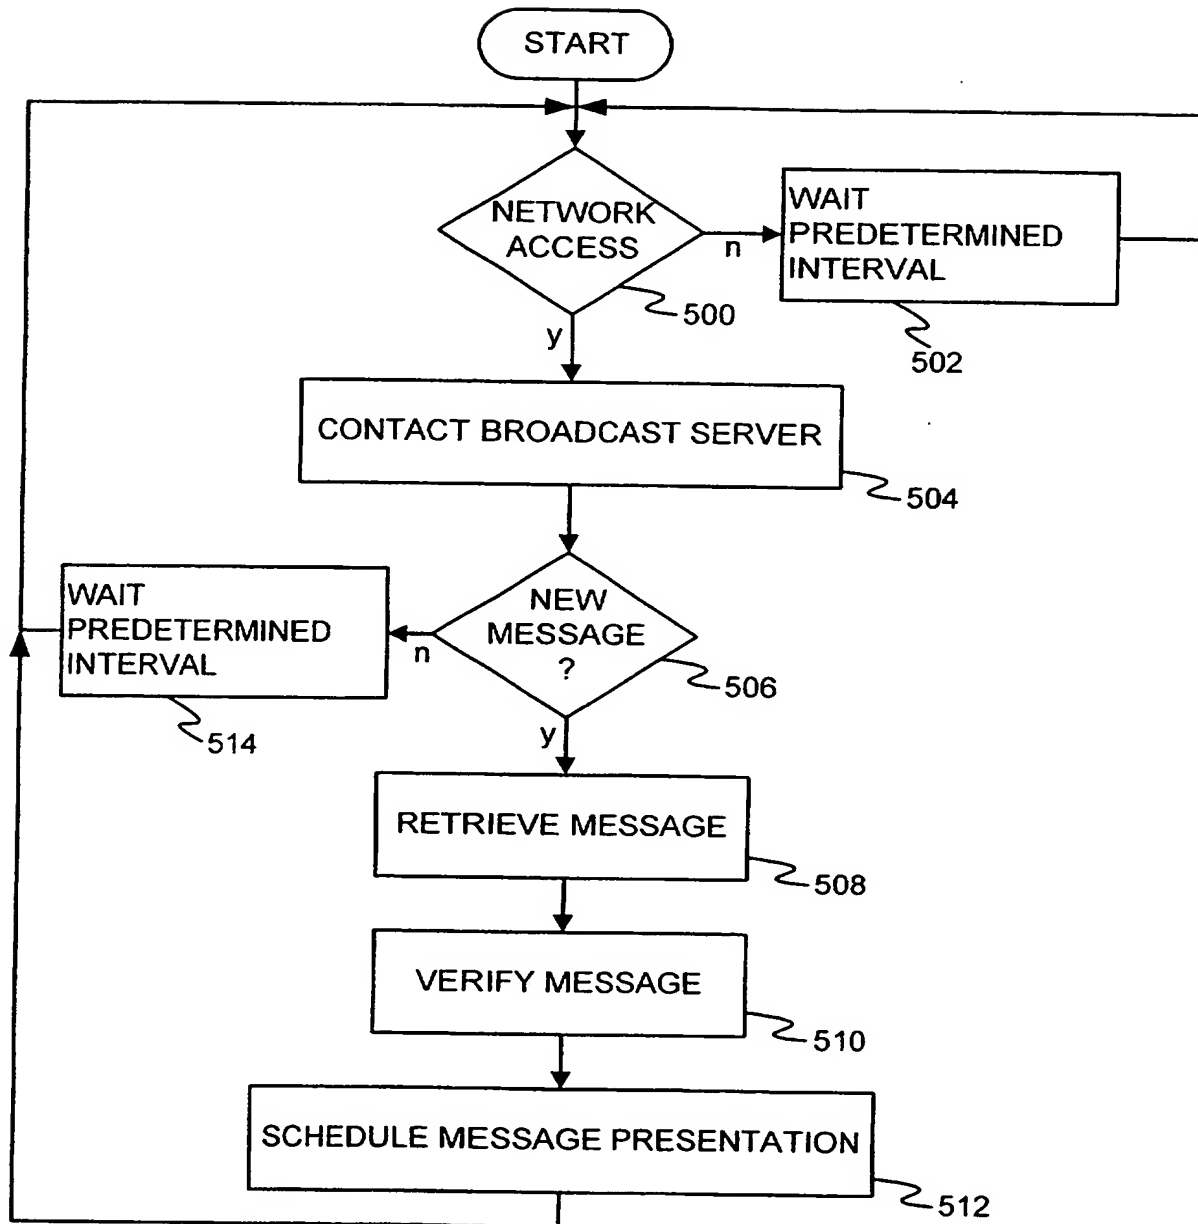 START
NETWORK
ACCESS
n
WAIT
PREDETERMINED
INTERVAL
500
502
y
CONTACT BROADCAST SERVER
504
NEW
MESSAGE
?
n
WAIT
PREDETERMINED
INTERVAL
506
514
y
RETRIEVE MESSAGE
508
VERIFY MESSAGE
510
SCHEDULE MESSAGE PRESENTATION
512